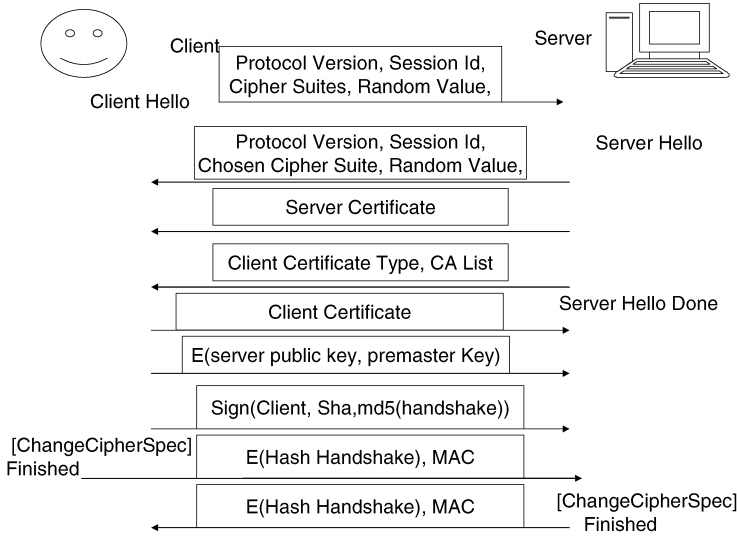 Client
Server
Protocol Version, Session Id,
Cipher Suites, Random Value,
Client Hello
Protocol Version, Session Id,
Chosen Cipher Suite, Random Value,
Server Hello
Server Certificate
Client Certificate Type, CA List
Server Hello Done
Client Certificate
E(server public key, premaster Key)
Sign(Client, Sha,md5(handshake))
[ChangeCipherSpec]
Finished
E(Hash Handshake), MAC
E(Hash Handshake), MAC
[ChangeCipherSpec]
Finished